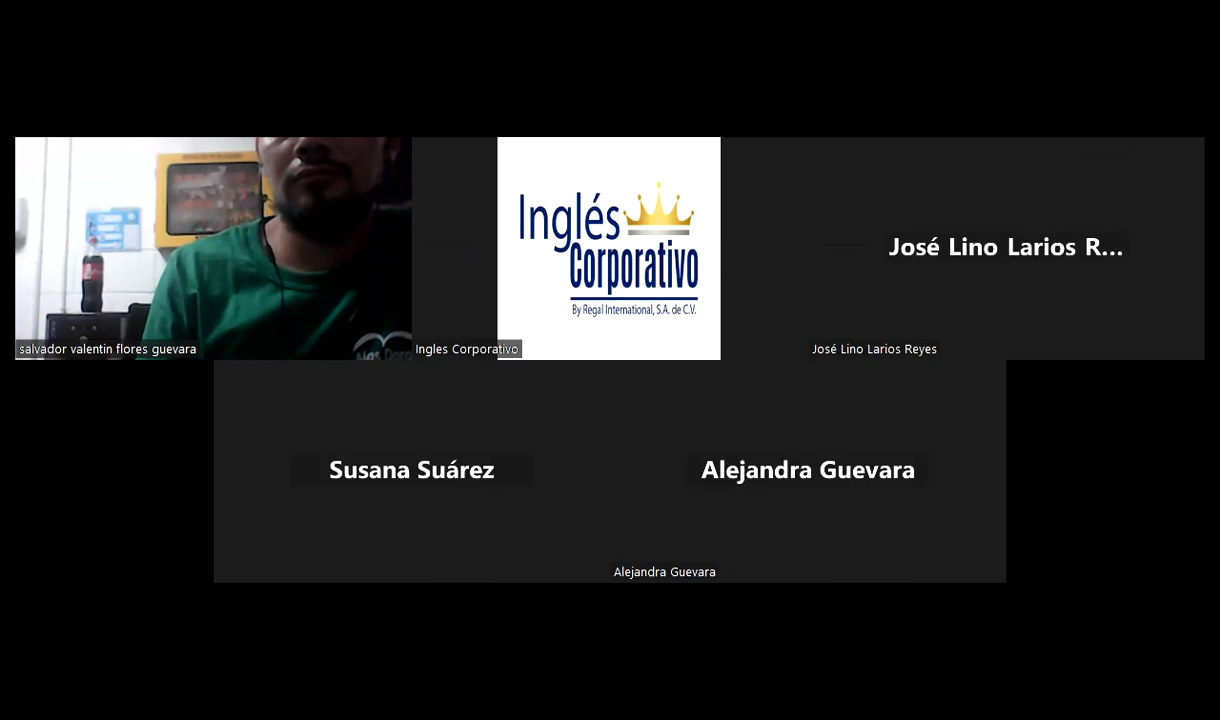 salvador valentin flores guevara
Inglés
Corporativo
By Regal International, S.A. de C.V.
Ingles Corporativo
José Lino Larios R...
José Lino Larios Reyes
Susana Suárez
Alejandra Guevara
Alejandra Guevara